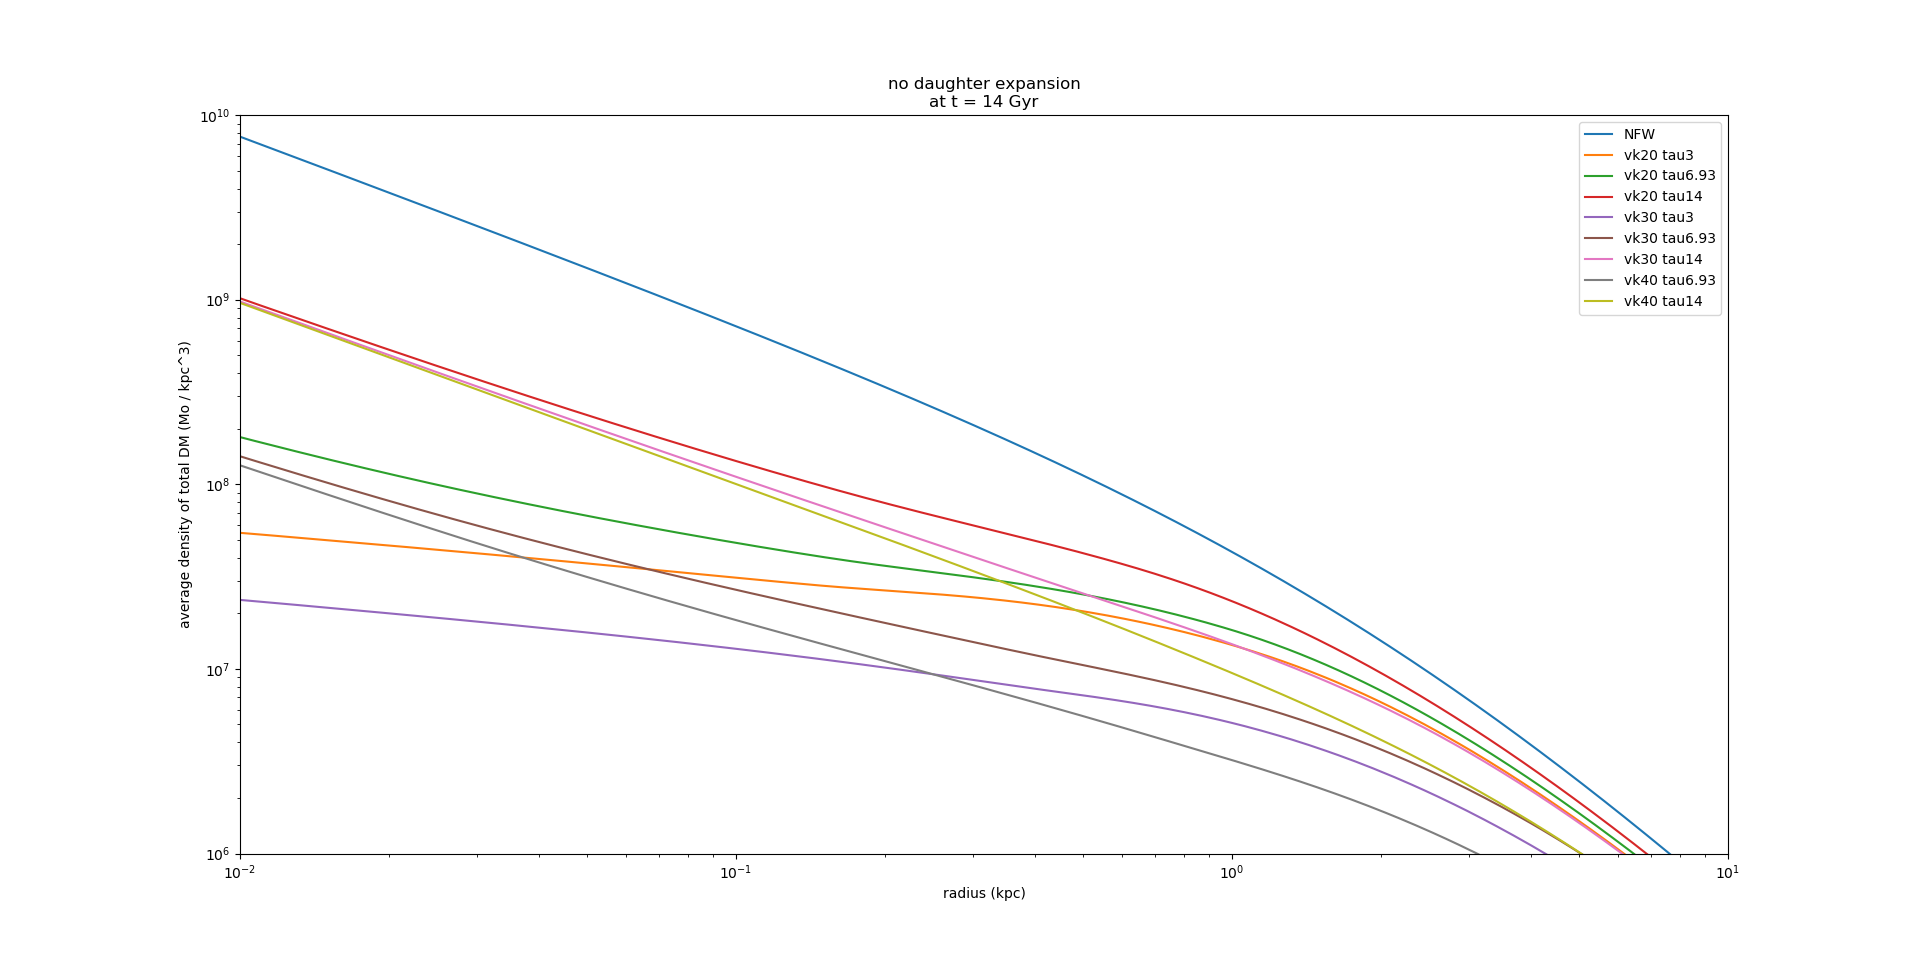 no daughter expansion
at t = 14 Gyr
10^10
10^9
10^8
10^7
10^6
average density of total DM (Mo / kpc^3)
10^-2
10^-1
10^0
10^1
radius (kpc)
NFW
vk20 tau3
vk20 tau6.93
vk20 tau14
vk30 tau3
vk30 tau6.93
vk30 tau14
vk40 tau6.93
vk40 tau14